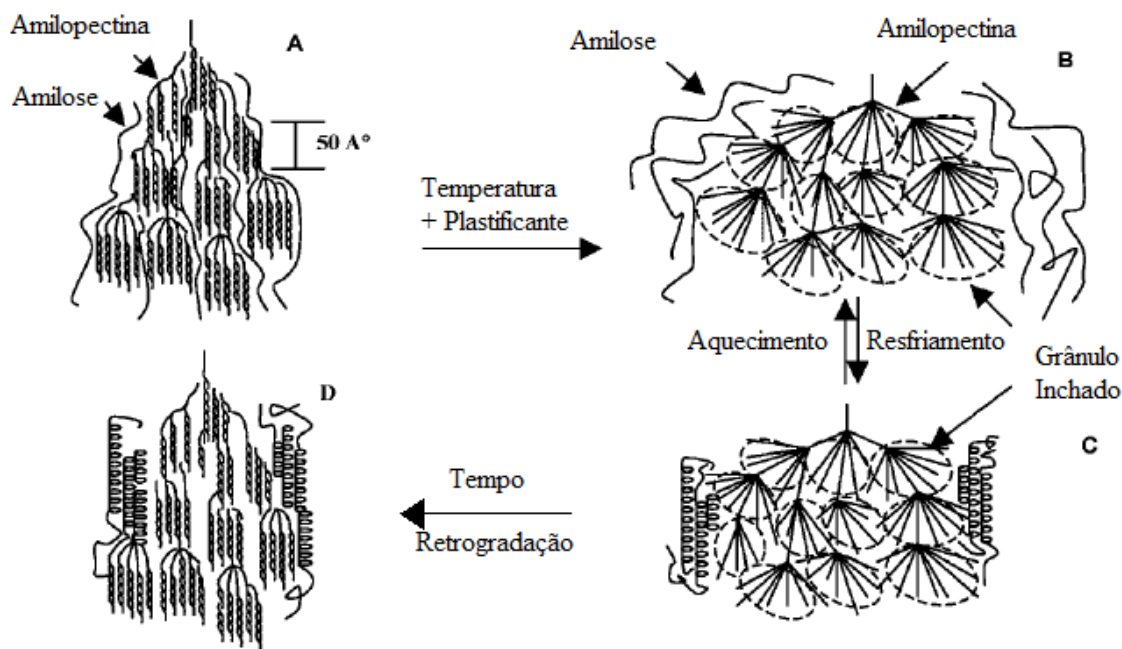 Amilopectina
A
Amilose
50 A°
Temperatura
+ Plastificante
Amilose
Amilopectina
B
Aquecimento
Resfriamento
Grânulo
Inchado
C
D
Tempo
Retrogradação